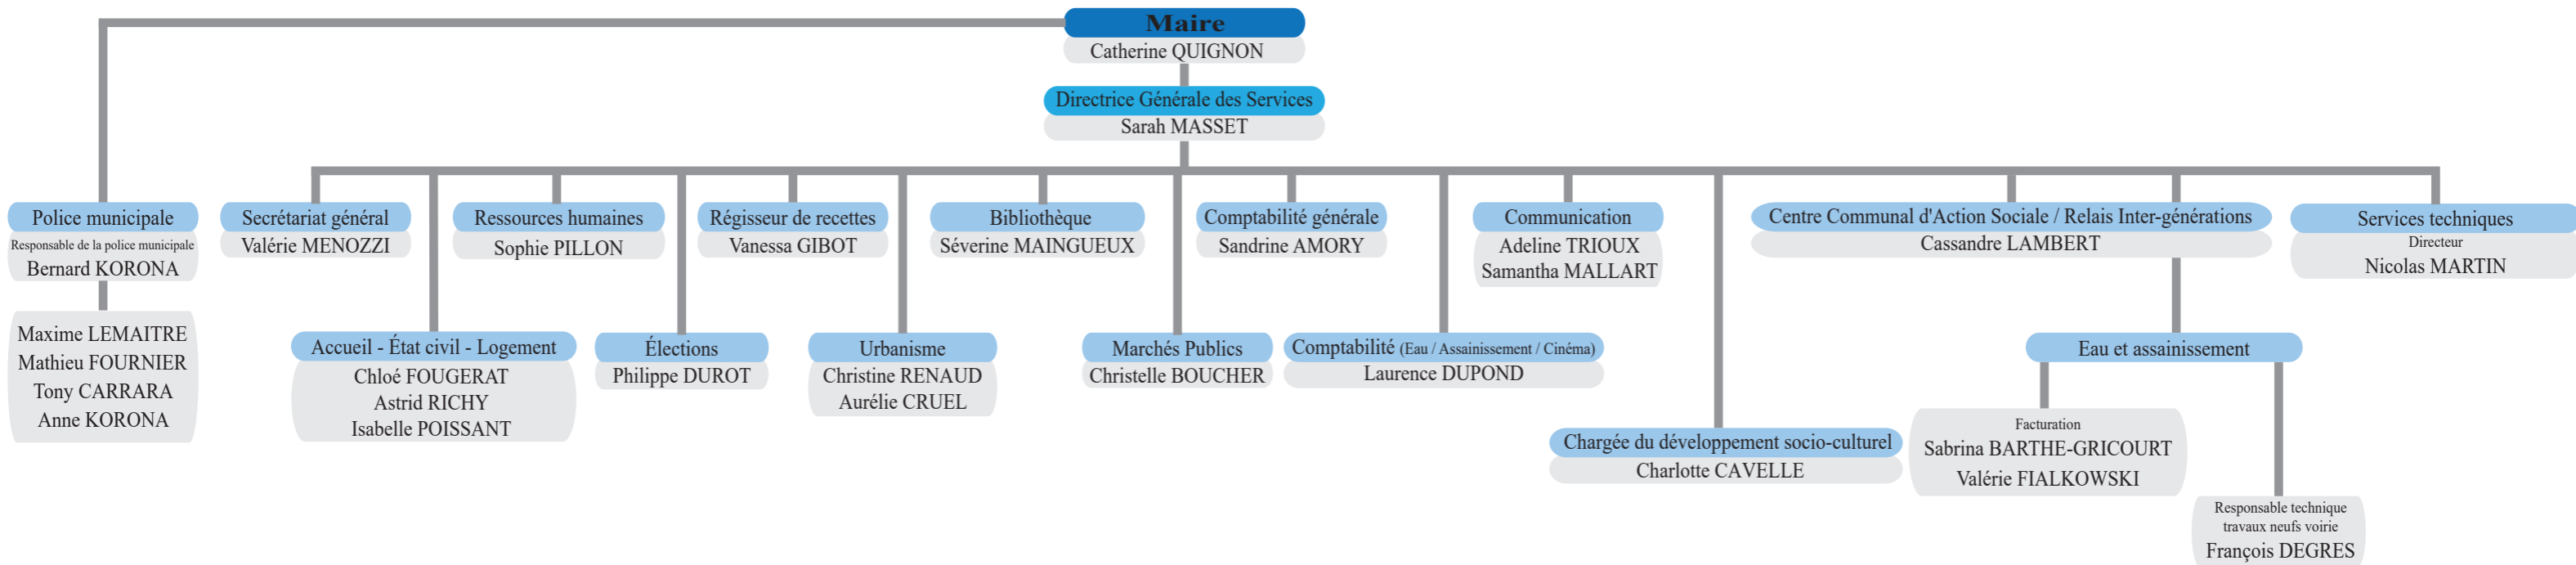 Maire
Catherine QUIGNON
Directrice Générale des Services
Sarah MASSET
Police municipale
Responsable de la police municipale
Bernard KORONA
Maxime LEMAITRE
Mathieu FOURNIER
Tony CARRARA
Anne KORONA
Secrétariat général
Valérie MENOZZI
Accueil - État civil - Logement
Chloé FOUGERAT
Astrid RICHY
Isabelle POISSANT
Ressources humaines
Sophie PILLON
Élections
Philippe DUROT
Régisseur de recettes
Vanessa GIBOT
Urbanisme
Christine RENAUD
Aurélie CRUEL
Bibliothèque
Séverine MAINGUEUX
Marchés Publics
Christelle BOUCHER
Comptabilité générale
Sandrine AMORY
Comptabilité (Eau / Assainissement / Cinéma)
Laurence DUPOND
Communication
Adeline TRIOUX
Samantha MALLART
Chargée du développement socio-culturel
Charlotte CAVELLE
Centre Communal d'Action Sociale / Relais Inter-générations
Cassandre LAMBERT
Eau et assainissement
Facturation
Sabrina BARTHE-GRICOURT
Valérie FIALKOWSKI
Responsable technique
travaux neufs voirie
François DEGRES
Services techniques
Directeur
Nicolas MARTIN